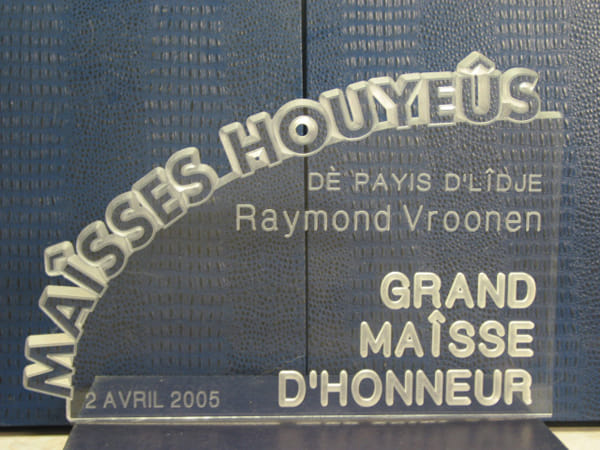 MAÎSSES HOUYEÛS
DÈ PAYIS D'LÎDJE
Raymond Vroonen
GRAND
MAÎSSE
D'HONNEUR
2 AVRIL 2005